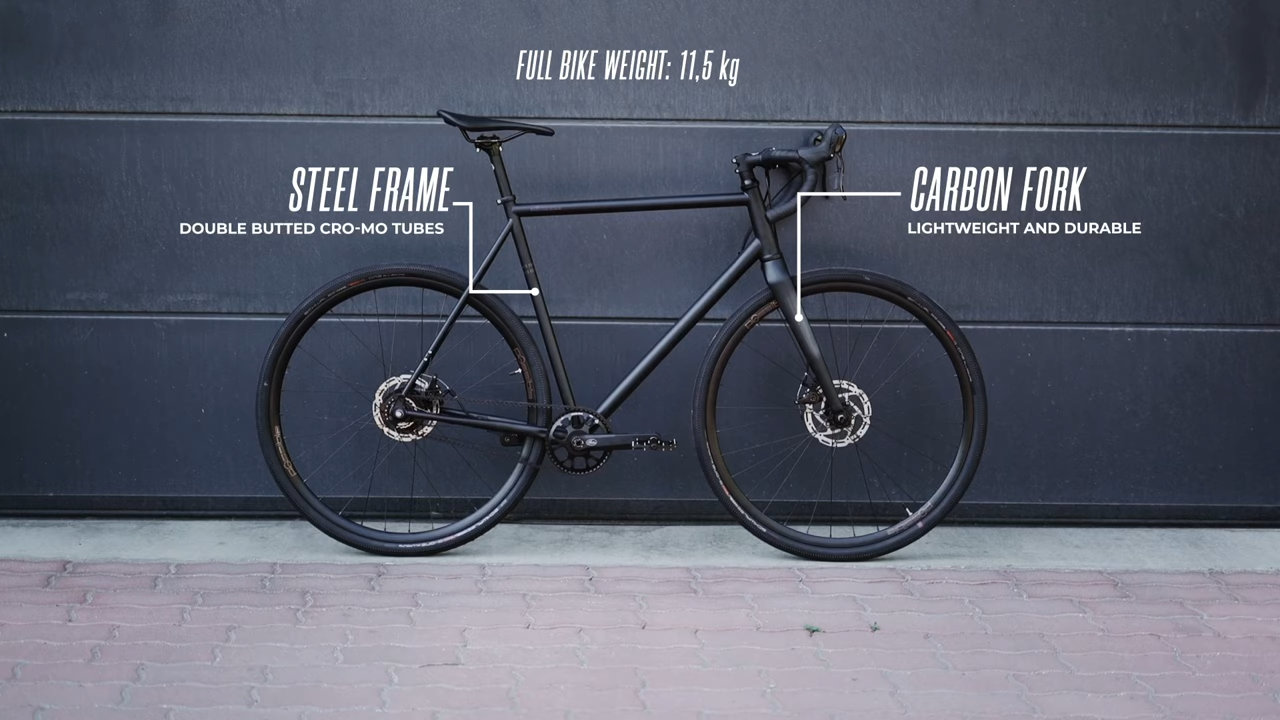 FULL BIKE WEIGHT: 11,5 kg
STEEL FRAME
DOUBLE BUTTED CRO-MO TUBES
CARBON FORK
LIGHTWEIGHT AND DURABLE